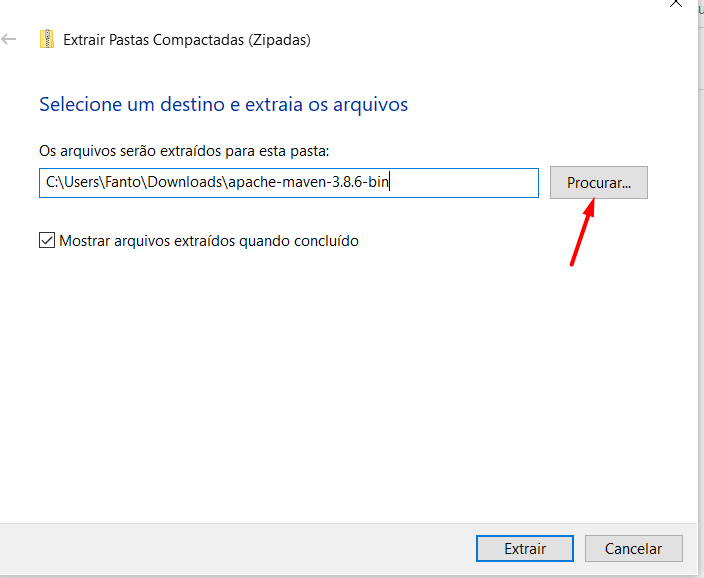 Extrair Pastas Compactadas (Zipadas)
Selecione um destino e extraia os arquivos
Os arquivos serão extraídos para esta pasta:
C:\Users\Fanto\Downloads\apache-maven-3.8.6-bin
Procurar...
Mostrar arquivos extraídos quando concluído
Extrair
Cancelar